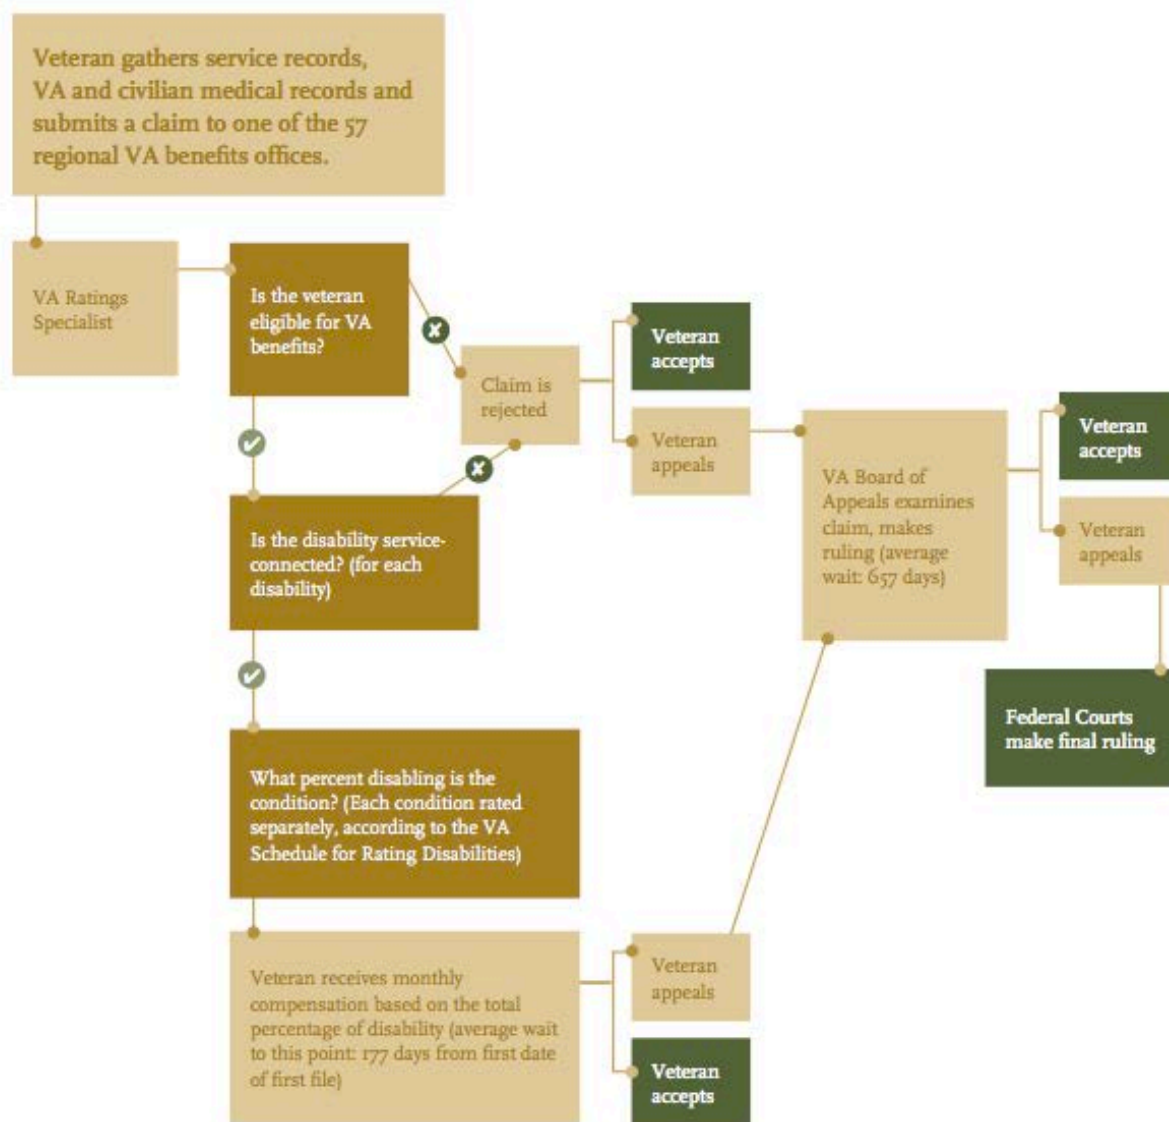 Veteran gathers service records,
VA and civilian medical records and
submits a claim to one of the 57
regional VA benefits offices.
VA Ratings
Specialist
Is the veteran
eligible for VA
benefits?
Claim is
rejected
Veteran
accepts
Veteran
appeals
VA Board of
Appeals examines
claim, makes
ruling (average
wait: 657 days)
Veteran
accepts
Veteran
appeals
Federal Courts
make final ruling
Is the disability service-
connected? (for each
disability)
What percent disabling is the
condition? (Each condition rated
separately, according to the VA
Schedule for Rating Disabilities)
Veteran receives monthly
compensation based on the total
percentage of disability (average wait
to this point: 177 days from first date
of first file)
Veteran
appeals
Veteran
accepts